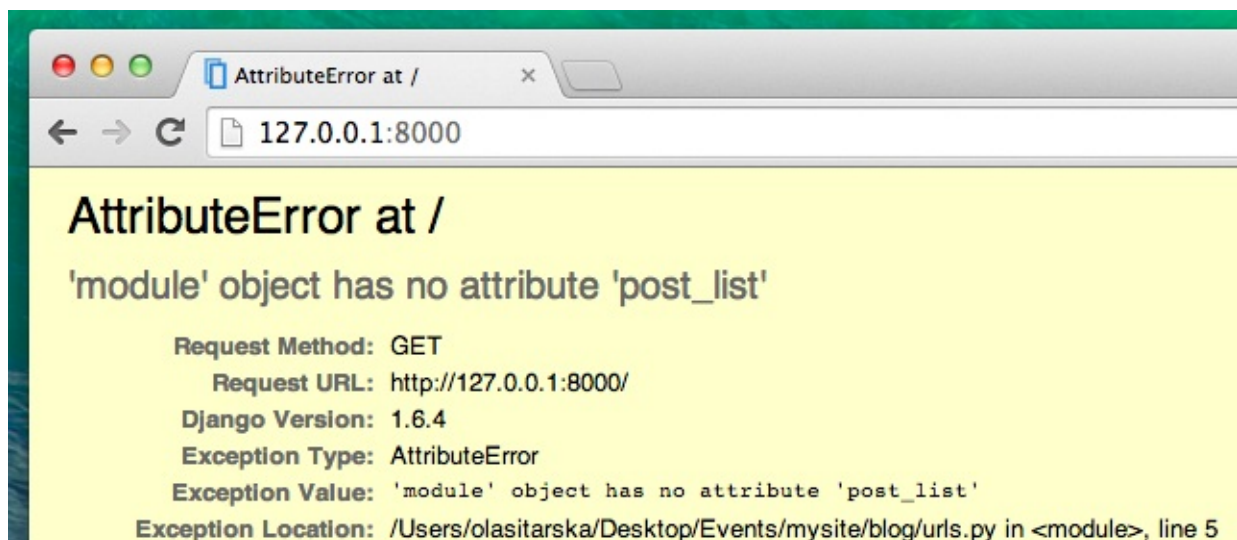 AttributeError at /
127.0.0.1:8000
AttributeError at /
'module' object has no attribute 'post_list'
Request Method: GET
Request URL: http://127.0.0.1:8000/
Django Version: 1.6.4
Exception Type: AttributeError
Exception Value: 'module' object has no attribute 'post_list'
Exception Location: /Users/olasitarska/Desktop/Events/mysite/blog/urls.py in <module>, line 5